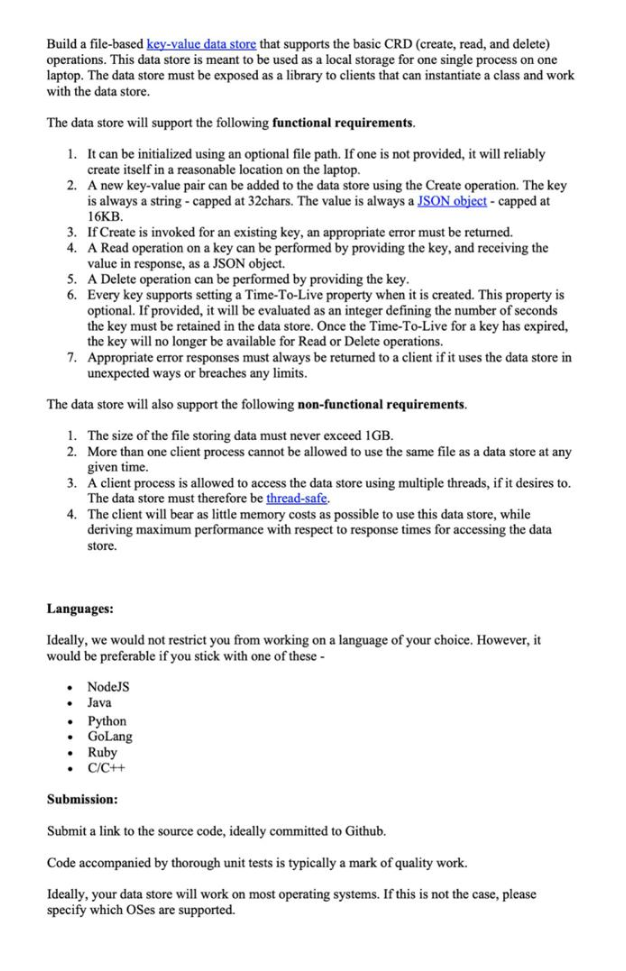 Build a file-based key-value data store that supports the basic CRD (create, read, and delete)
operations. This data store is meant to be used as a local storage for one single process on one
laptop. The data store must be exposed as a library to clients that can instantiate a class and work
with the data store.
The data store will support the following functional requirements.
1. It can be initialized using an optional file path. If one is not provided, it will reliably
create itself in a reasonable location on the laptop.
2. A new key-value pair can be added to the data store using the Create operation. The key
is always a string - capped at 32chars. The value is always a JSON object - capped at
16KB.
3. If Create is invoked for an existing key, an appropriate error must be returned.
4. A Read operation on a key can be performed by providing the key, and receiving the
value in response, as a JSON object.
5. A Delete operation can be performed by providing the key.
6. Every key supports setting a Time-To-Live property when it is created. This property is
optional. If provided, it will be evaluated as an integer defining the number of seconds
the key must be retained in the data store. Once the Time-To-Live for a key has expired,
the key will no longer be available for Read or Delete operations.
7. Appropriate error responses must always be returned to a client if it uses the data store in
unexpected ways or breaches any limits.
The data store will also support the following non-functional requirements.
1. The size of the file storing data must never exceed 1GB.
2. More than one client process cannot be allowed to use the same file as a data store at any
given time.
3. A client process is allowed to access the data store using multiple threads, if it desires to.
The data store must therefore be thread-safe.
4. The client will bear as little memory costs as possible to use this data store, while
deriving maximum performance with respect to response times for accessing the data
store.
Languages:
Ideally, we would not restrict you from working on a language of your choice. However, it
would be preferable if you stick with one of these -
• NodeJS
• Java
• Python
• GoLang
• Ruby
• C/C++
Submission:
Submit a link to the source code, ideally committed to Github.
Code accompanied by thorough unit tests is typically a mark of quality work.
Ideally, your data store will work on most operating systems. If this is not the case, please
specify which OSes are supported.